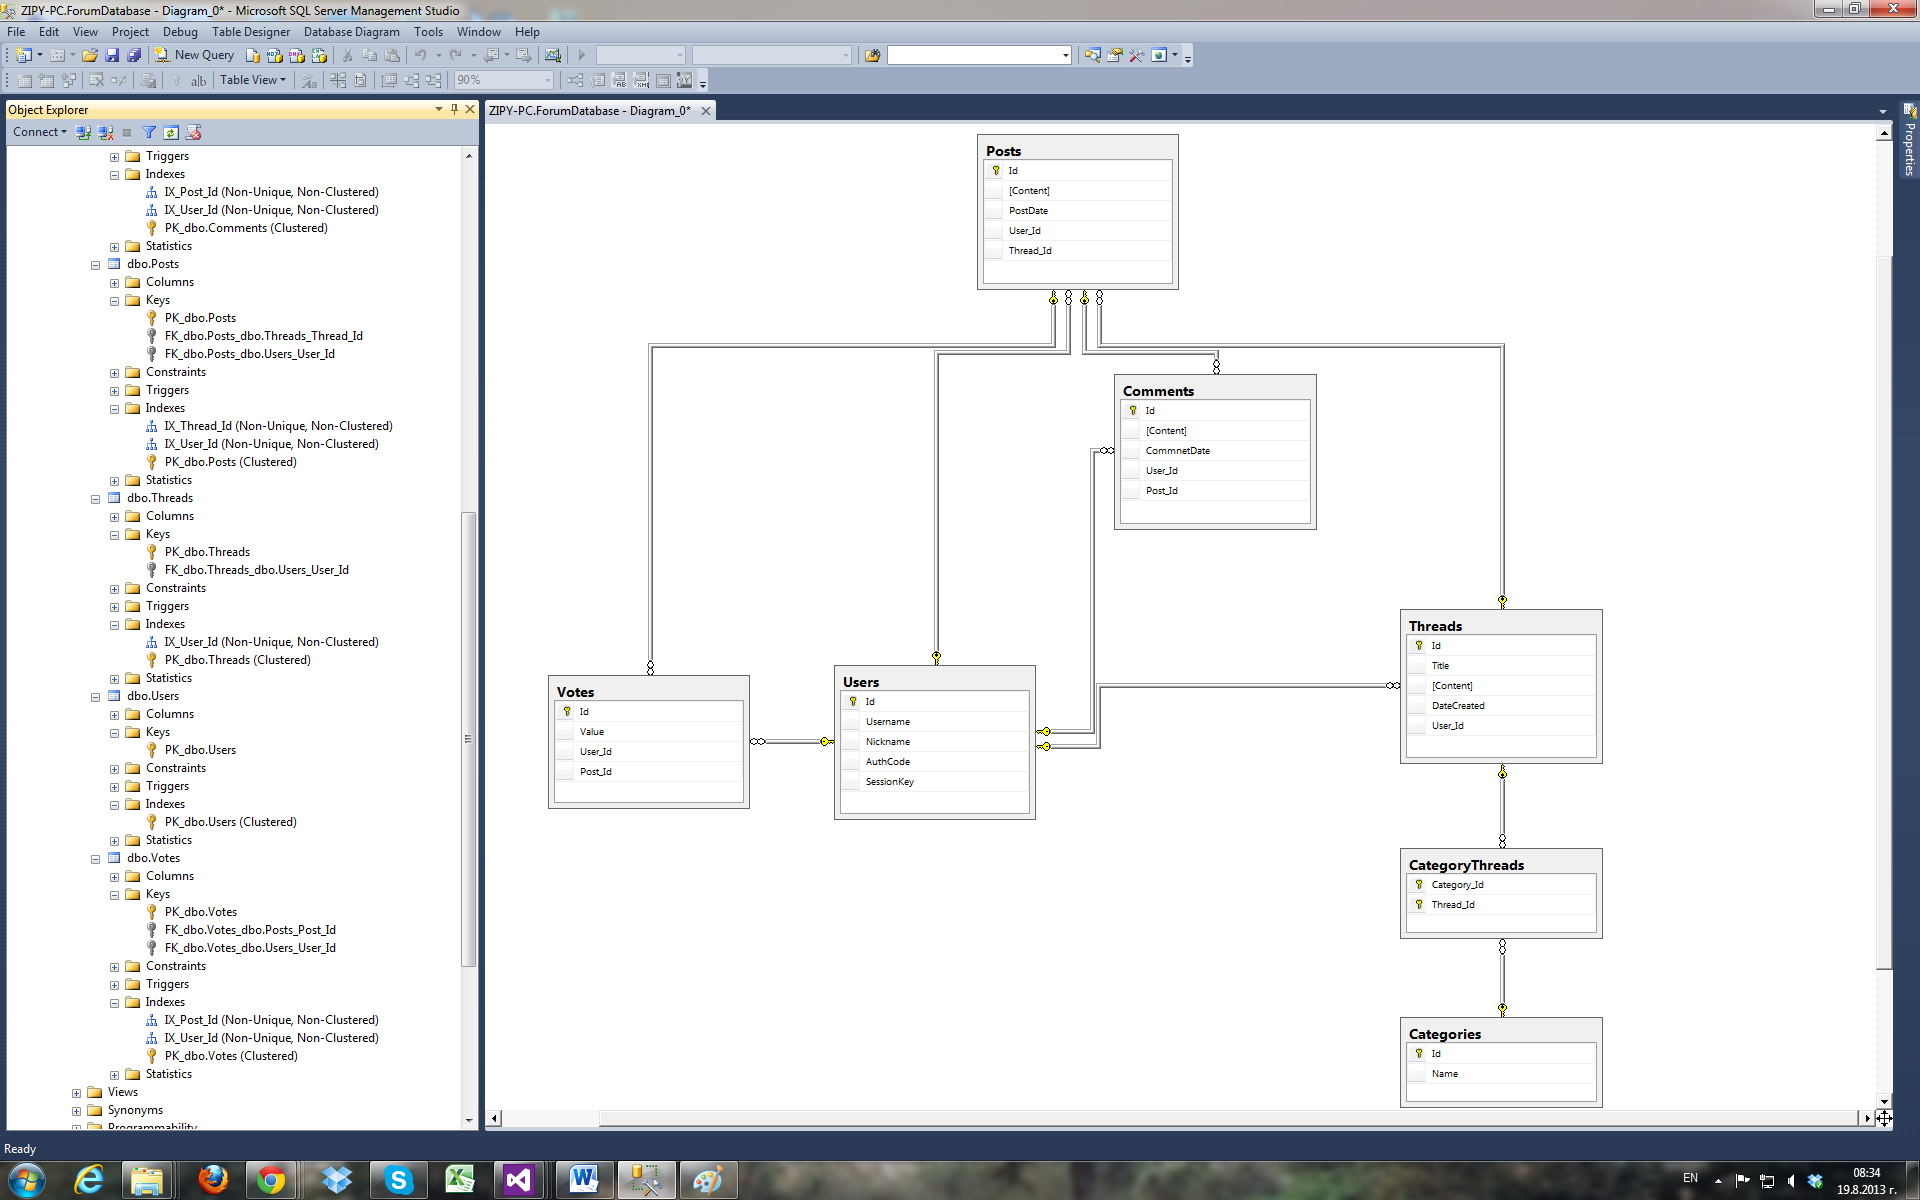 ZIPY-PC.ForumDatabase - Diagram_0* - Microsoft SQL Server Management Studio
File Edit View Project Debug Table Designer Database Diagram Tools Window Help
New Query
Table View 90%
Object Explorer
Connect
Triggers
Indexes
IX_Post_Id (Non-Unique, Non-Clustered)
IX_User_Id (Non-Unique, Non-Clustered)
PK_dbo.Comments (Clustered)
Statistics
dbo.Posts
Columns
Keys
PK_dbo.Posts
FK_dbo.Posts_dbo.Threads_Thread_Id
FK_dbo.Posts_dbo.Users_User_Id
Constraints
Triggers
Indexes
IX_Thread_Id (Non-Unique, Non-Clustered)
IX_User_Id (Non-Unique, Non-Clustered)
PK_dbo.Posts (Clustered)
Statistics
dbo.Threads
Columns
Keys
PK_dbo.Threads
FK_dbo.Threads_dbo.Users_User_Id
Constraints
Triggers
Indexes
IX_User_Id (Non-Unique, Non-Clustered)
PK_dbo.Threads (Clustered)
Statistics
dbo.Users
Columns
Keys
PK_dbo.Users
Constraints
Triggers
Indexes
PK_dbo.Users (Clustered)
Statistics
dbo.Votes
Columns
Keys
PK_dbo.Votes
FK_dbo.Votes_dbo.Posts_Post_Id
FK_dbo.Votes_dbo.Users_User_Id
Constraints
Triggers
Indexes
IX_Post_Id (Non-Unique, Non-Clustered)
IX_User_Id (Non-Unique, Non-Clustered)
PK_dbo.Votes (Clustered)
Statistics
Views
Synonyms
Programmability
ZIPY-PC.ForumDatabase - Diagram_0*
Properties
Posts
Id
[Content]
PostDate
User_Id
Thread_Id
Comments
Id
[Content]
CommnetDate
User_Id
Post_Id
Threads
Id
Title
[Content]
DateCreated
User_Id
Votes
Id
Value
User_Id
Post_Id
Users
Id
Username
Nickname
AuthCode
SessionKey
CategoryThreads
Category_Id
Thread_Id
Categories
Id
Name
Ready
EN
08:34
19.8.2013 г.